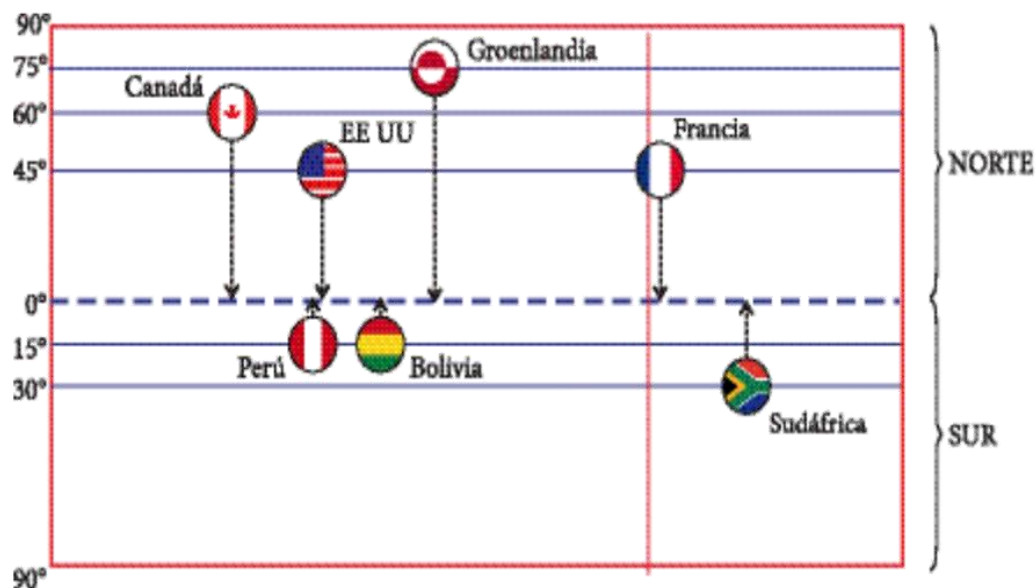 90°
Groenlandia
75°
Canadá
60°
EE UU
Francia
45°
NORTE
0°
15°
Perú
Bolivia
30°
Sudáfrica
SUR
90°